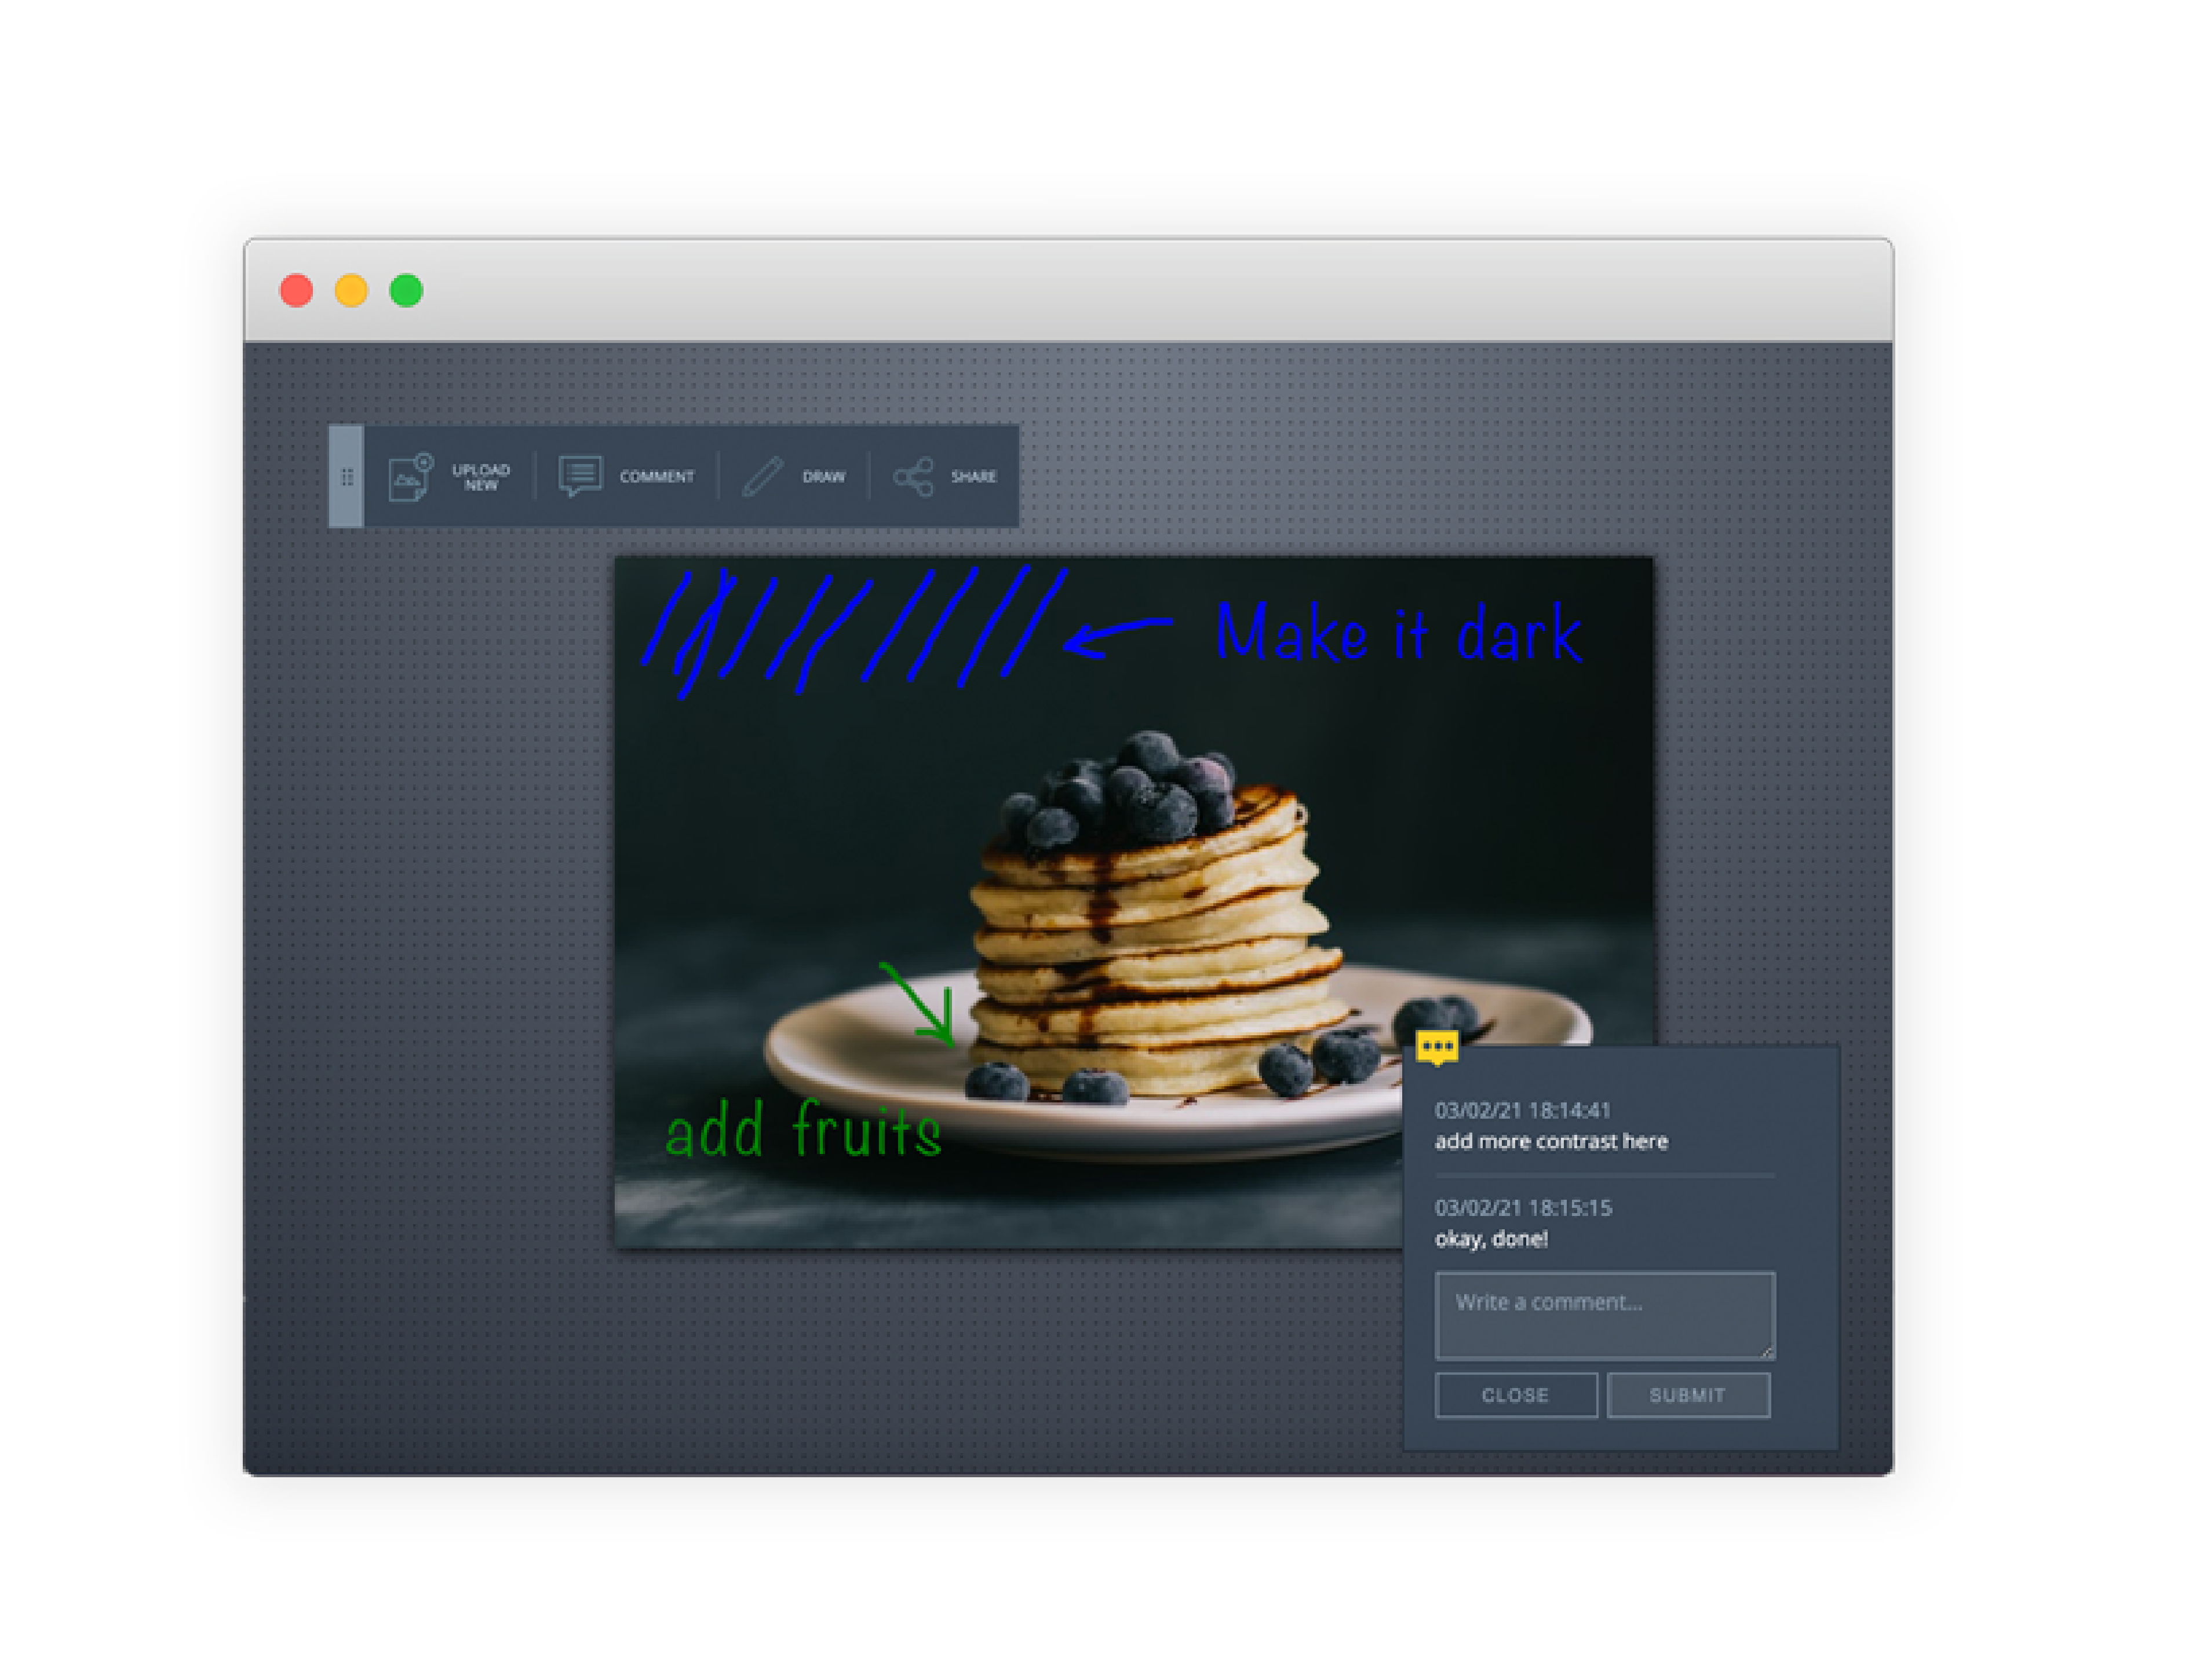 UPLOAD
NEW
COMMENT
DRAW
SHARE
Make it dark
add fruits
03/02/21 18:14:41
add more contrast here
03/02/21 18:15:15
okay, done!
Write a comment...
CLOSE
SUBMIT